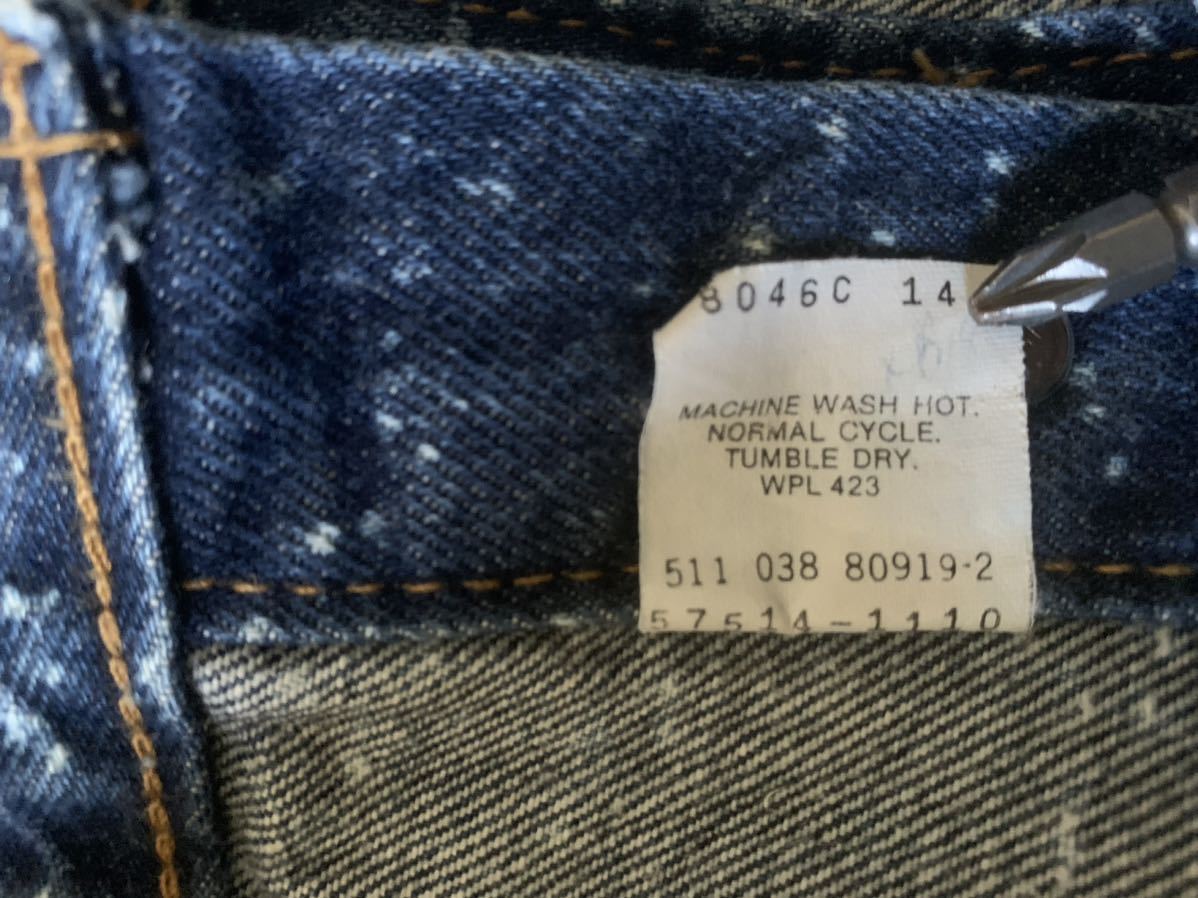 8046C 14
MACHINE WASH HOT.
NORMAL CYCLE.
TUMBLE DRY.
WPL 423
511 038 80919-2
57514-1110